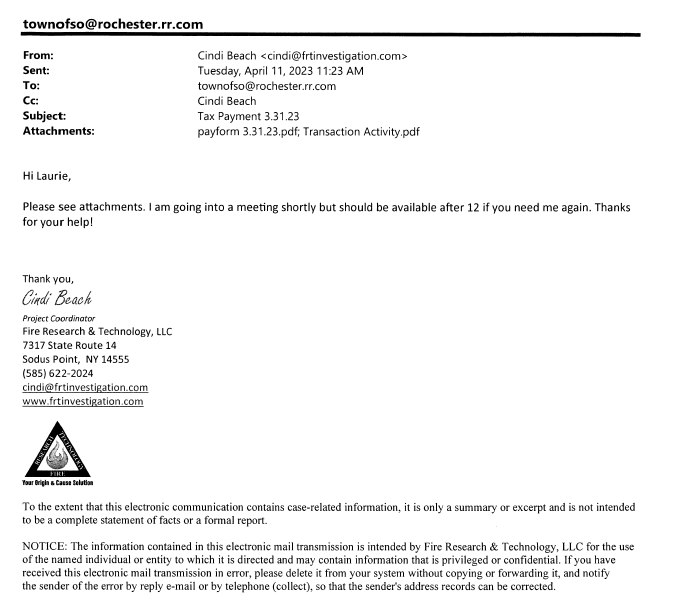 townofso@rochester.rr.com
From: Cindi Beach <cindi@frtinvestigation.com>
Sent: Tuesday, April 11, 2023 11:23 AM
To: townofso@rochester.rr.com
Cc: Cindi Beach
Subject: Tax Payment 3.31.23
Attachments: payform 3.31.23.pdf; Transaction Activity.pdf
Hi Laurie,
Please see attachments. I am going into a meeting shortly but should be available after 12 if you need me again. Thanks
for your help!
Thank you,
Cindi Beach
Project Coordinator
Fire Research & Technology, LLC
7317 State Route 14
Sodus Point, NY 14555
(585) 622-2024
cindi@frtinvestigation.com
www.frtinvestigation.com
RESEARCH TECHNOLOGY
FIRE
Your Origin & Cause Solution
To the extent that this electronic communication contains case-related information, it is only a summary or excerpt and is not intended
to be a complete statement of facts or a formal report.
NOTICE: The information contained in this electronic mail transmission is intended by Fire Research & Technology, LLC for the use
of the named individual or entity to which it is directed and may contain information that is privileged or confidential. If you have
received this electronic mail transmission in error, please delete it from your system without copying or forwarding it, and notify
the sender of the error by reply e-mail or by telephone (collect), so that the sender's address records can be corrected.